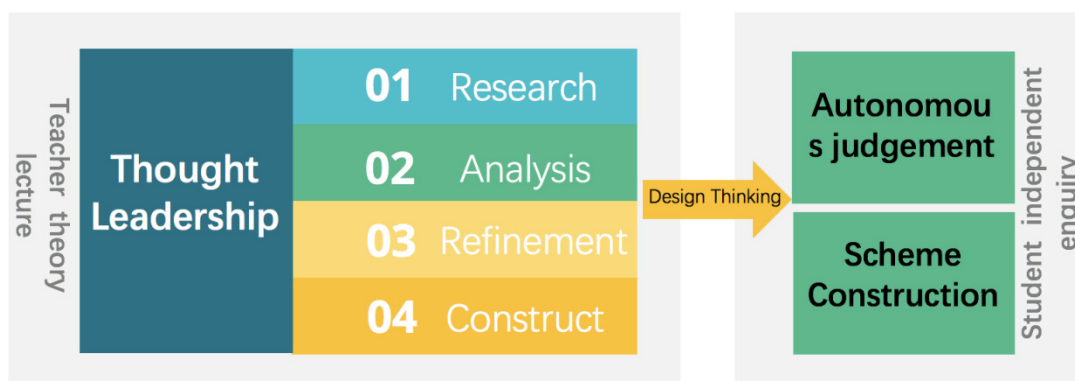 Teacher theory
lecture
Thought
Leadership
01 Research
02 Analysis
03 Refinement
04 Construct
Design Thinking
Autonomou
s judgement
Scheme
Construction
Student independent
enquiry